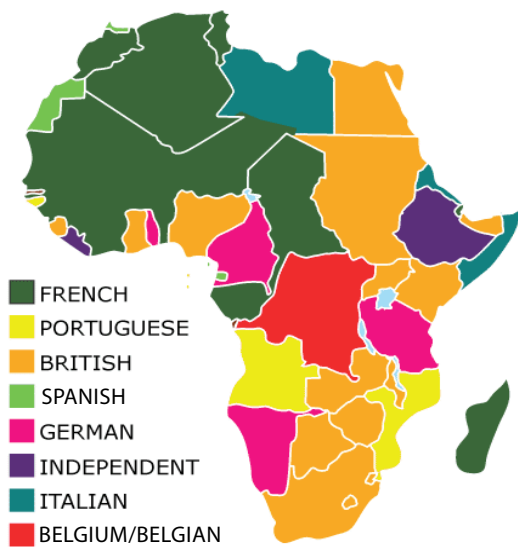 FRENCH
PORTUGUESE
BRITISH
SPANISH
GERMAN
INDEPENDENT
ITALIAN
BELGIUM/BELGIAN